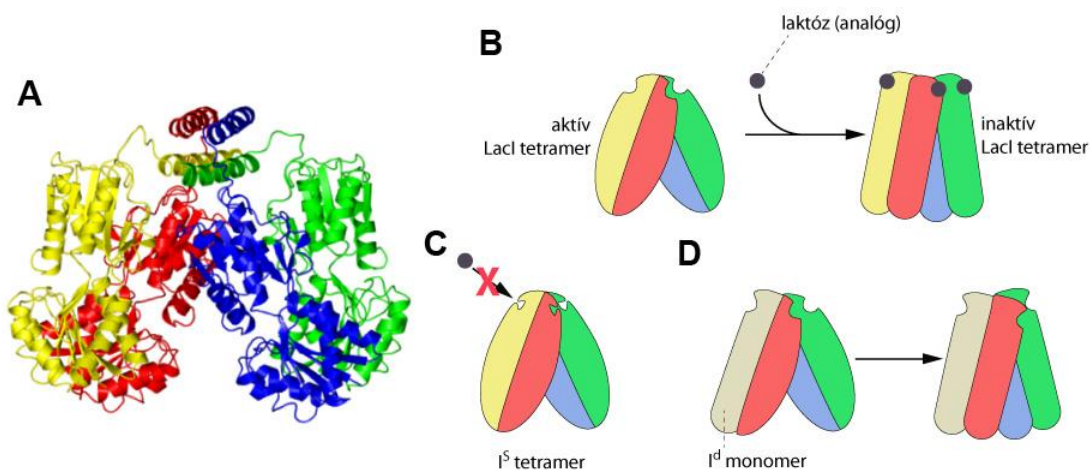 A
B
laktóz (analóg)
aktív
LacI tetramer
inaktív
LacI tetramer
C
X
I^S tetramer
D
I^d monomer